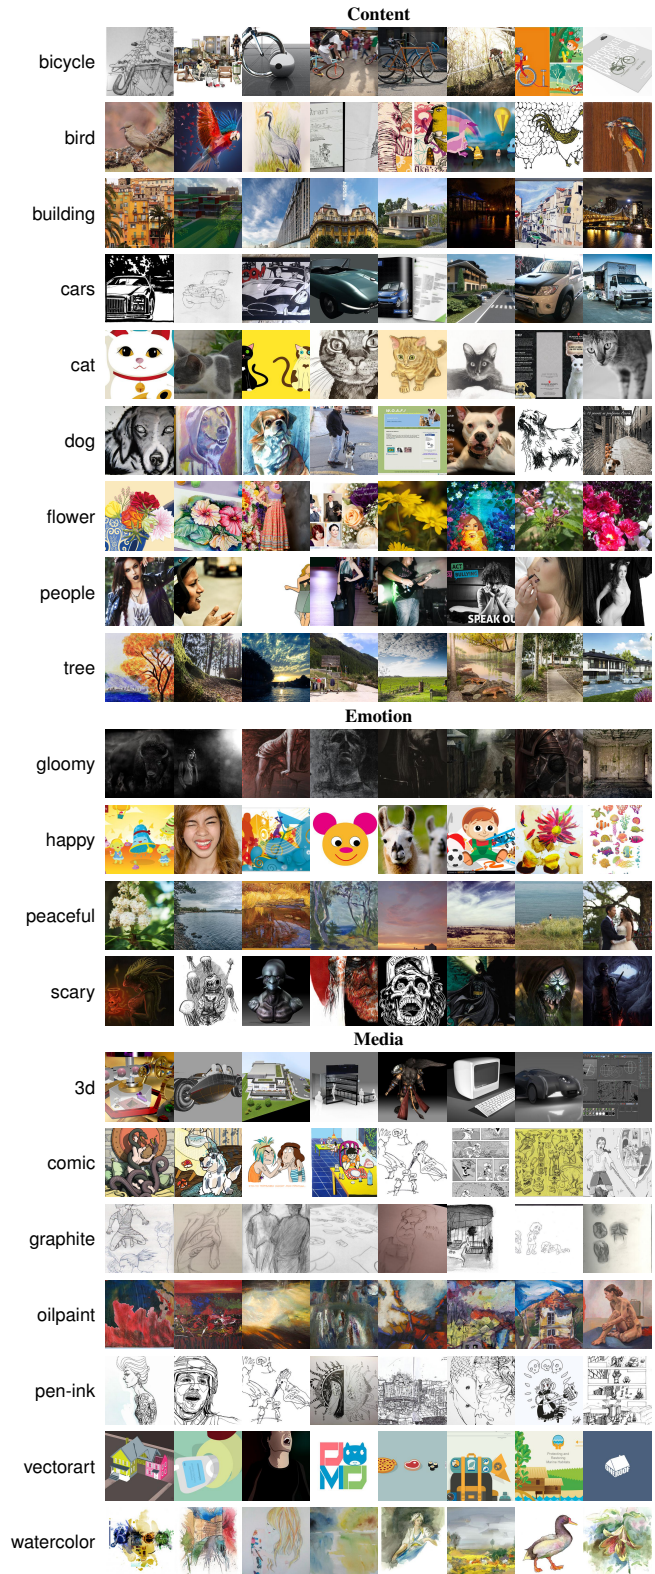 Content
bicycle
bird
building
cars
cat
dog
flower
people
ACT
SPEAK OU
tree
Emotion
gloomy
happy
peaceful
scary
Media
3d
comic
graphite
oilpaint
pen-ink
vectorart
watercolor